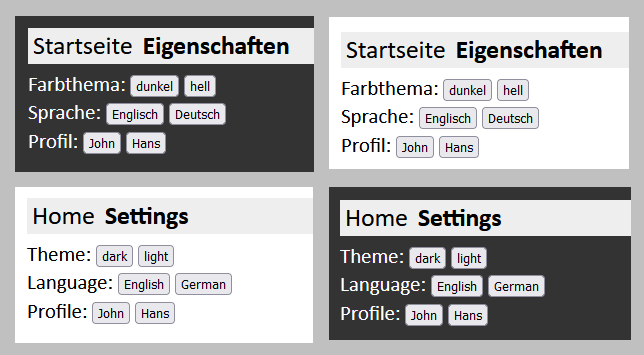 Startseite Eigenschaften
Farbthema: dunkel hell
Sprache: Englisch Deutsch
Profil: John Hans
Startseite Eigenschaften
Farbthema: dunkel hell
Sprache: Englisch Deutsch
Profil: John Hans
Home Settings
Theme: dark light
Language: English German
Profile: John Hans
Home Settings
Theme: dark light
Language: English German
Profile: John Hans